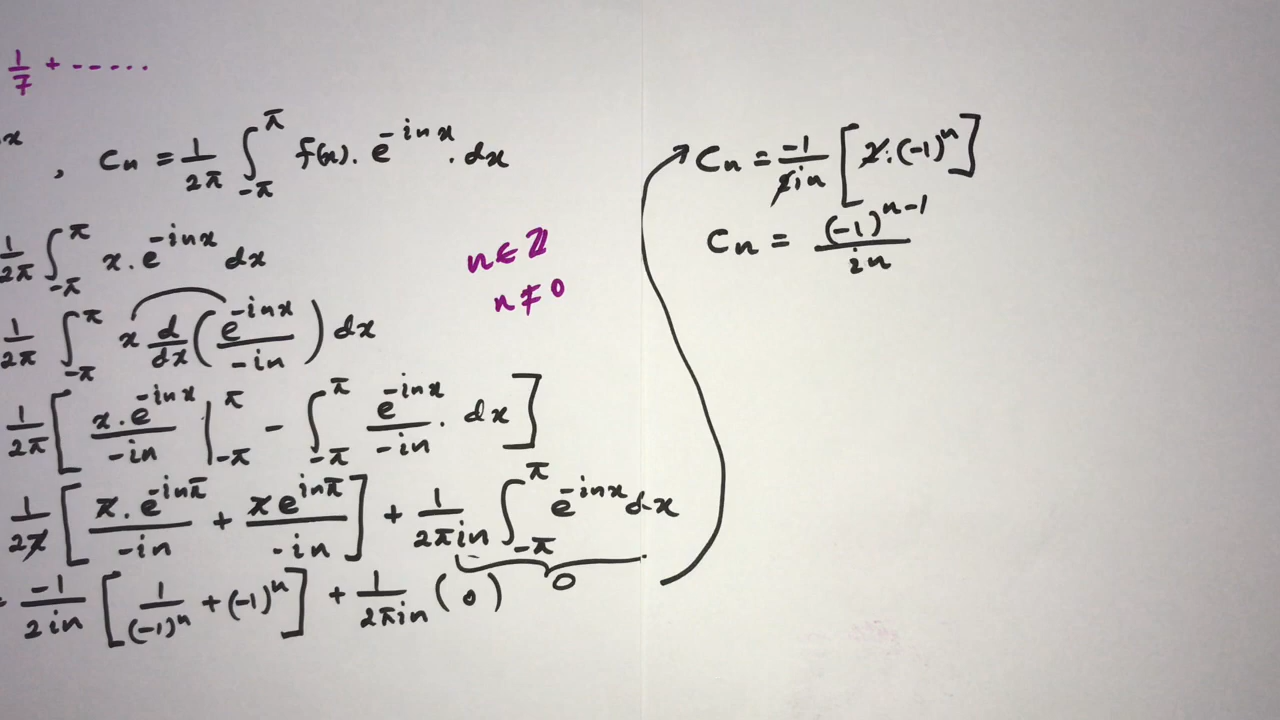 1/7 + ------
x , Cn = 1/2π ∫_{-π}^{π} f(x). e^{-inx}. dx
1/2π ∫_{-π}^{π} x. e^{-inx} dx
n ∈ ℤ
n ≠ 0
1/2π ∫_{-π}^{π} x d/dx (e^{-inx}/-in) dx
1/2π [x. e^{-inx}/-in |_{-π}^{π} - ∫_{-π}^{π} e^{-inx}/-in . dx]
1/2π [π. e^{-inπ}/-in + π e^{inπ}/-in] + 1/2πin ∫_{-π}^{π} e^{-inx} dx
0
-1/2in [1/(-1)^n + (-1)^n] + 1/2πin (0)
Cn = -1/2in [2.(-1)^n]
Cn = (-1)^{n-1}/in